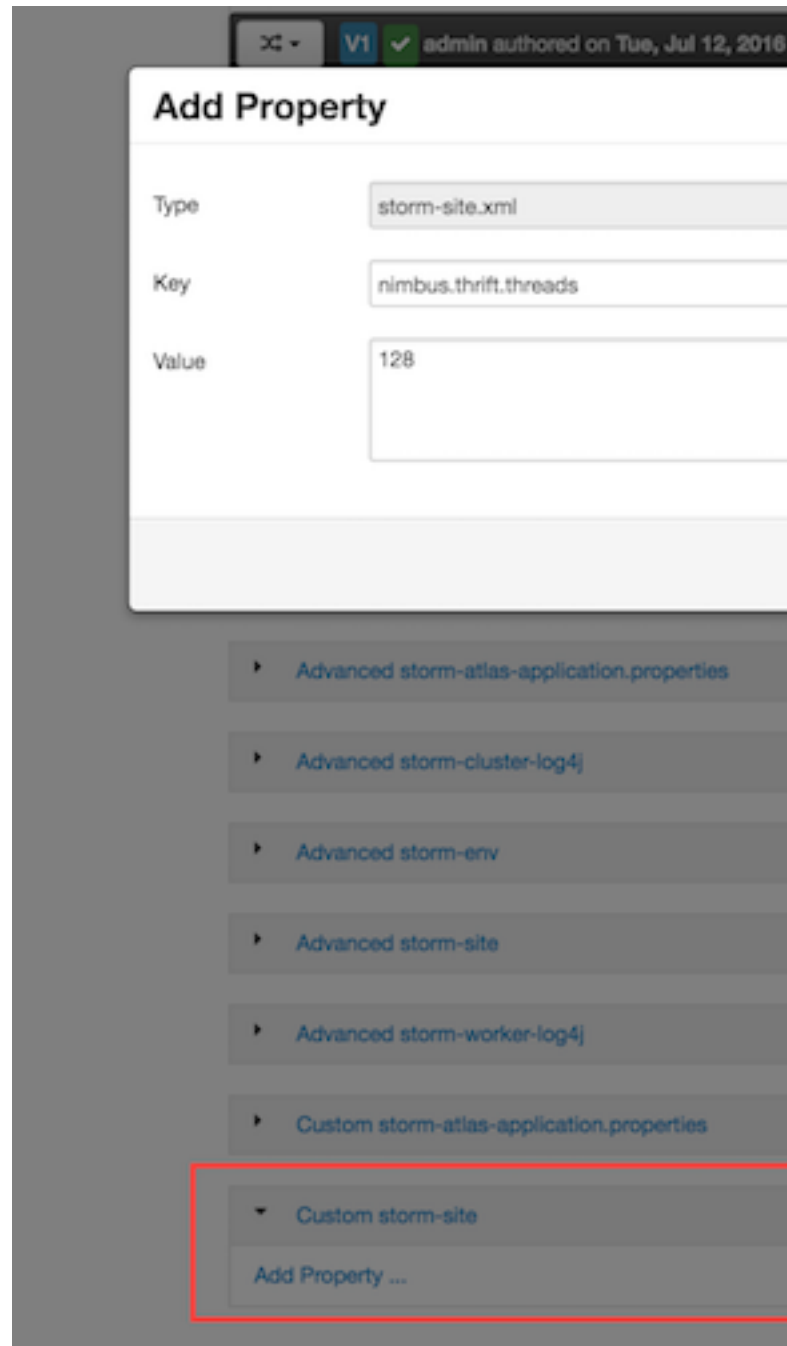 V1 admin authored on Tue, Jul 12, 2016
Add Property
Type
storm-site.xml
Key
nimbus.thrift.threads
Value
128
Advanced storm-atlas-application.properties
Advanced storm-cluster-log4j
Advanced storm-env
Advanced storm-site
Advanced storm-worker-log4j
Custom storm-atlas-application.properties
Custom storm-site
Add Property ...